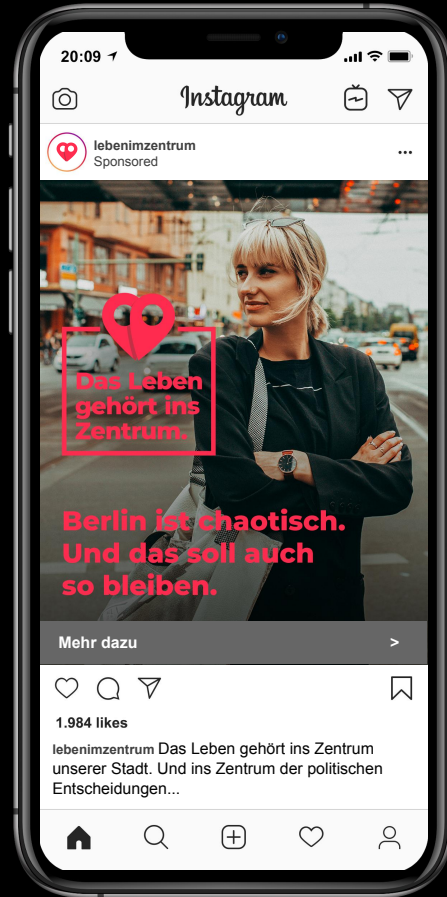 20:09
Instagram
lebenimzentrum
Sponsored
Das Leben
gehört ins
Zentrum.
Berlin ist chaotisch.
Und das soll auch
so bleiben.
Mehr dazu >
1.984 likes
lebenimzentrum Das Leben gehört ins Zentrum
unserer Stadt. Und ins Zentrum der politischen
Entscheidungen...